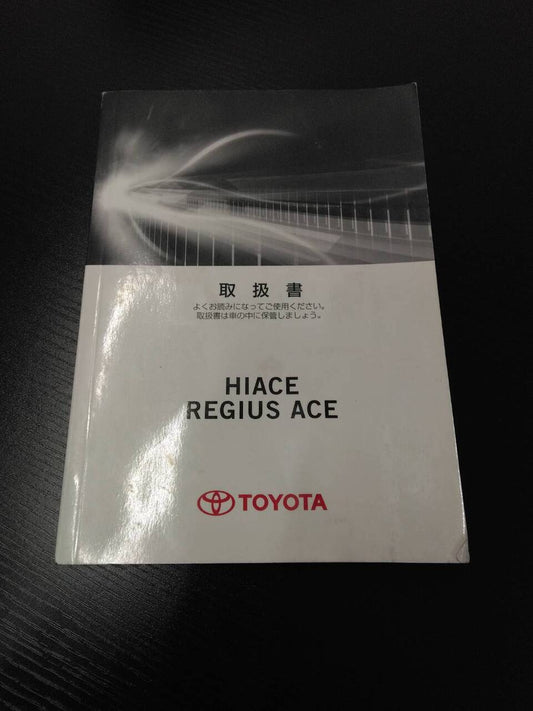 取扱書
よくお読みになってご使用ください。
取扱書は車の中に保管しましょう。
HIACE
REGIUS ACE
TOYOTA